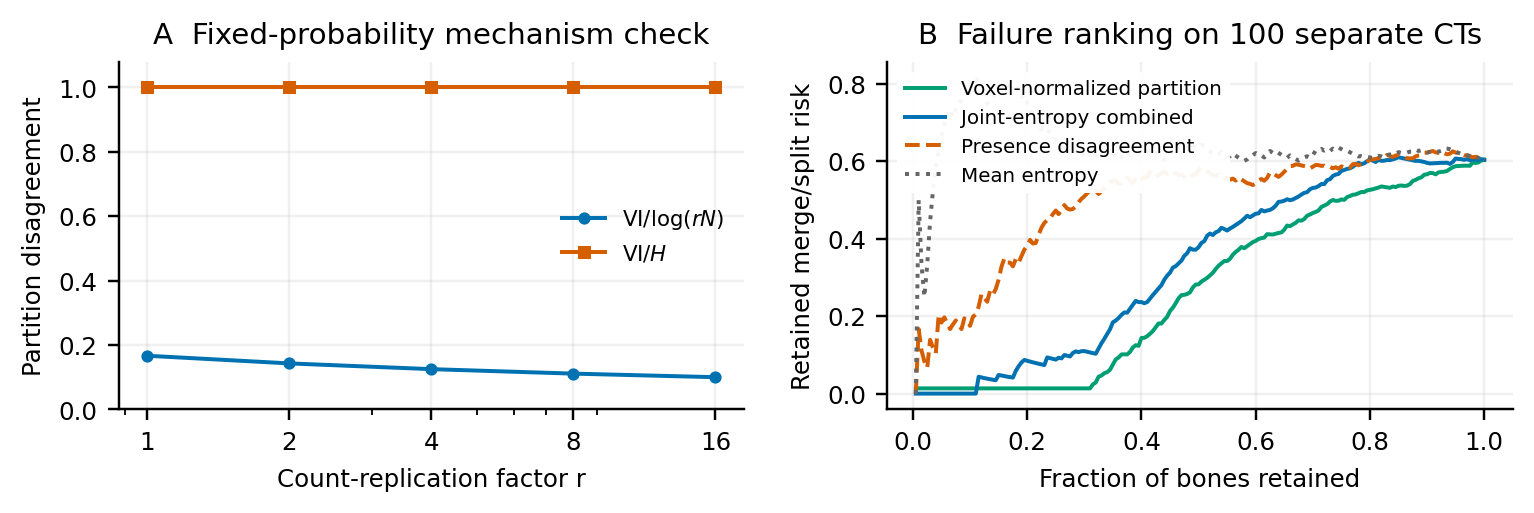 A Fixed-probability mechanism check
Partition disagreement
1.0
0.8
0.6
0.4
0.2
0.0
VI/log(rN)
VI/H
1 2 4 8 16
Count-replication factor r
B Failure ranking on 100 separate CTs
Retained merge/split risk
0.8
0.6
0.4
0.2
0.0
Voxel-normalized partition
Joint-entropy combined
Presence disagreement
Mean entropy
0.0 0.2 0.4 0.6 0.8 1.0
Fraction of bones retained